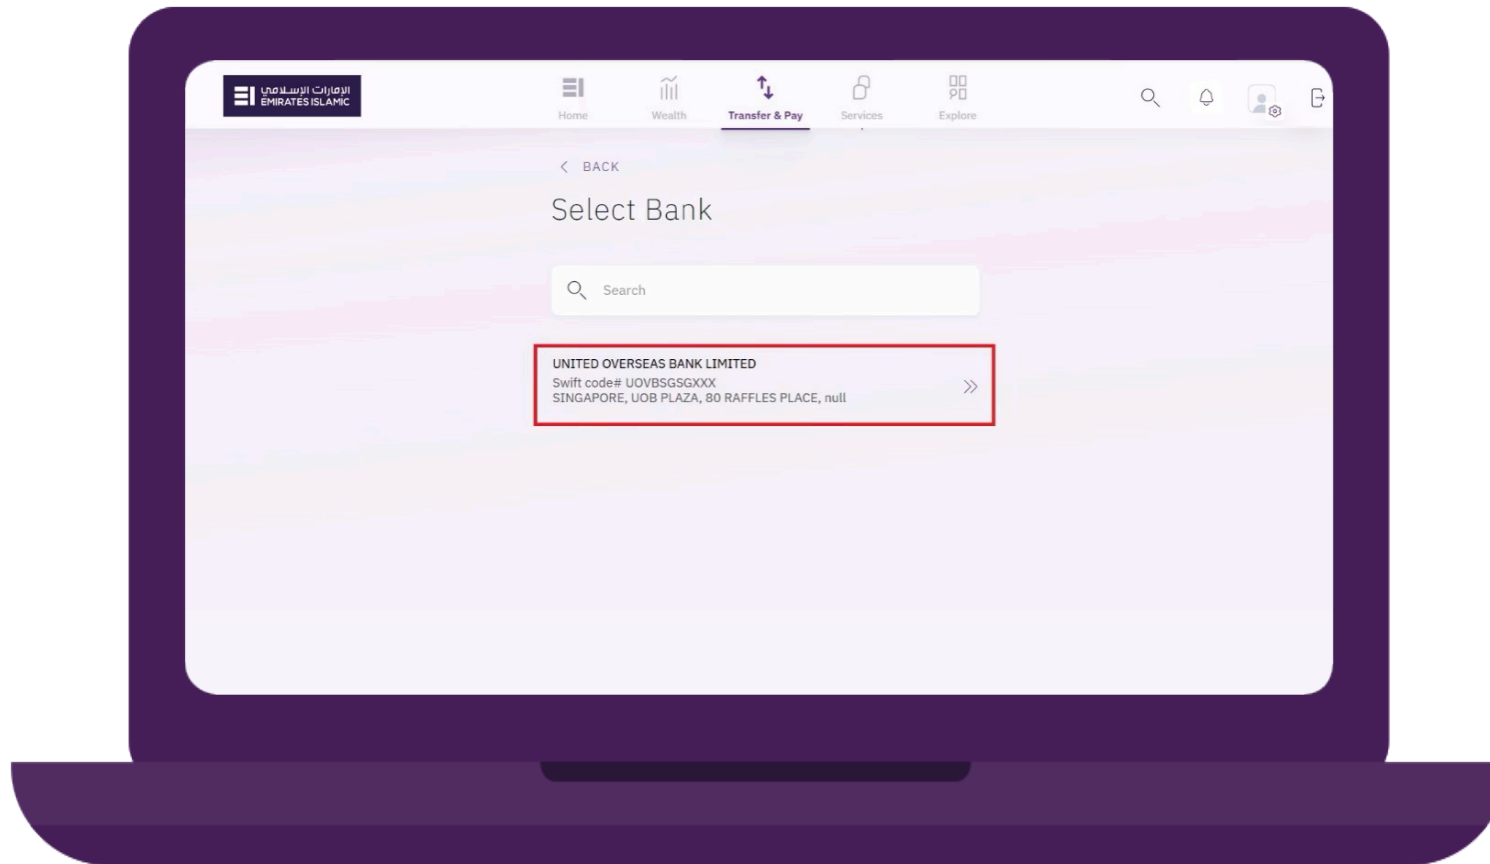 الإمارات الإسلامي
EMIRATES ISLAMIC
Home
Wealth
Transfer & Pay
Services
Explore
BACK
Select Bank
Search
UNITED OVERSEAS BANK LIMITED
Swift code# UOVBSGSGXXX
SINGAPORE, UOB PLAZA, 80 RAFFLES PLACE, null